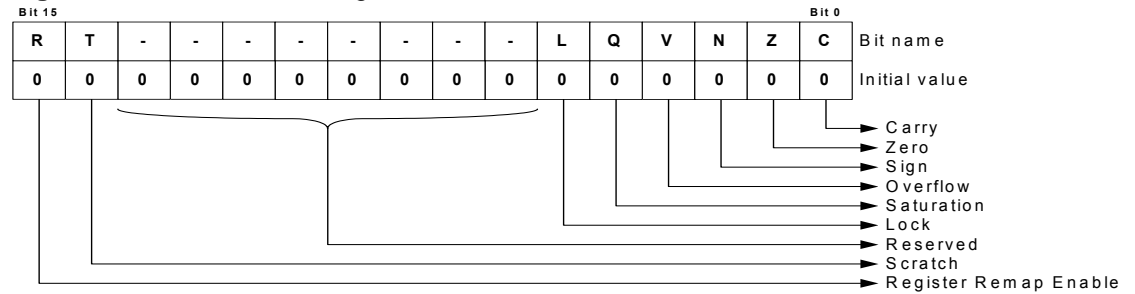 Bit 15 Bit 0
R T - - - - - - - - L Q V N Z C Bit name
0 0 0 0 0 0 0 0 0 0 0 0 0 0 0 0 Initial value
Carry
Zero
Sign
Overflow
Saturation
Lock
Reserved
Scratch
Register Remap Enable